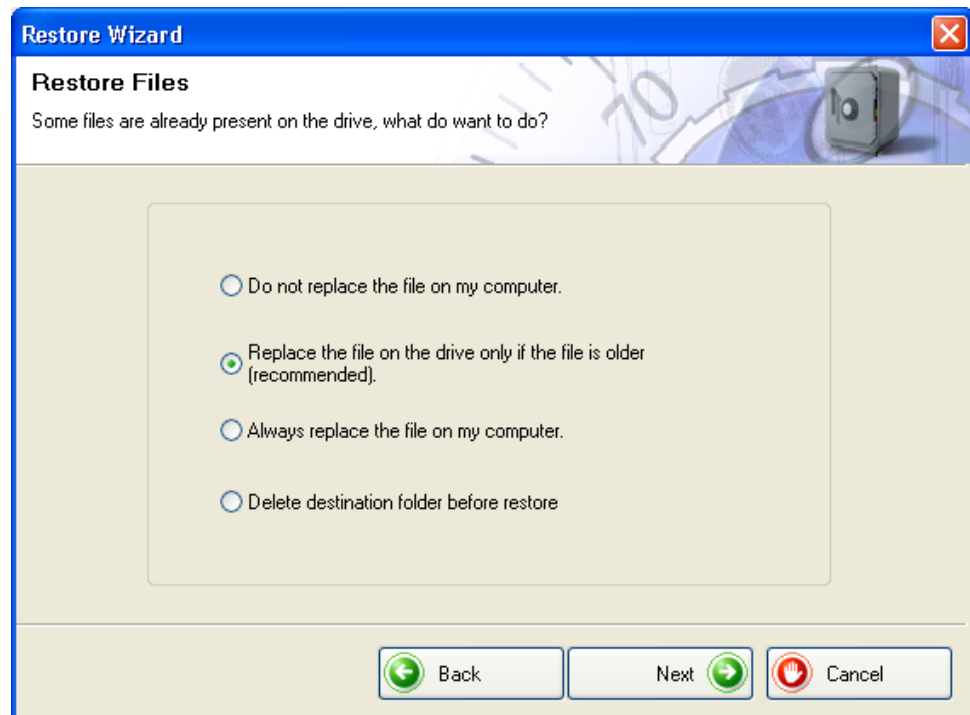 Restore Wizard
Restore Files
Some files are already present on the drive, what do want to do?
70
Do not replace the file on my computer.
Replace the file on the drive only if the file is older
(recommended).
Always replace the file on my computer.
Delete destination folder before restore
Back
Next
Cancel